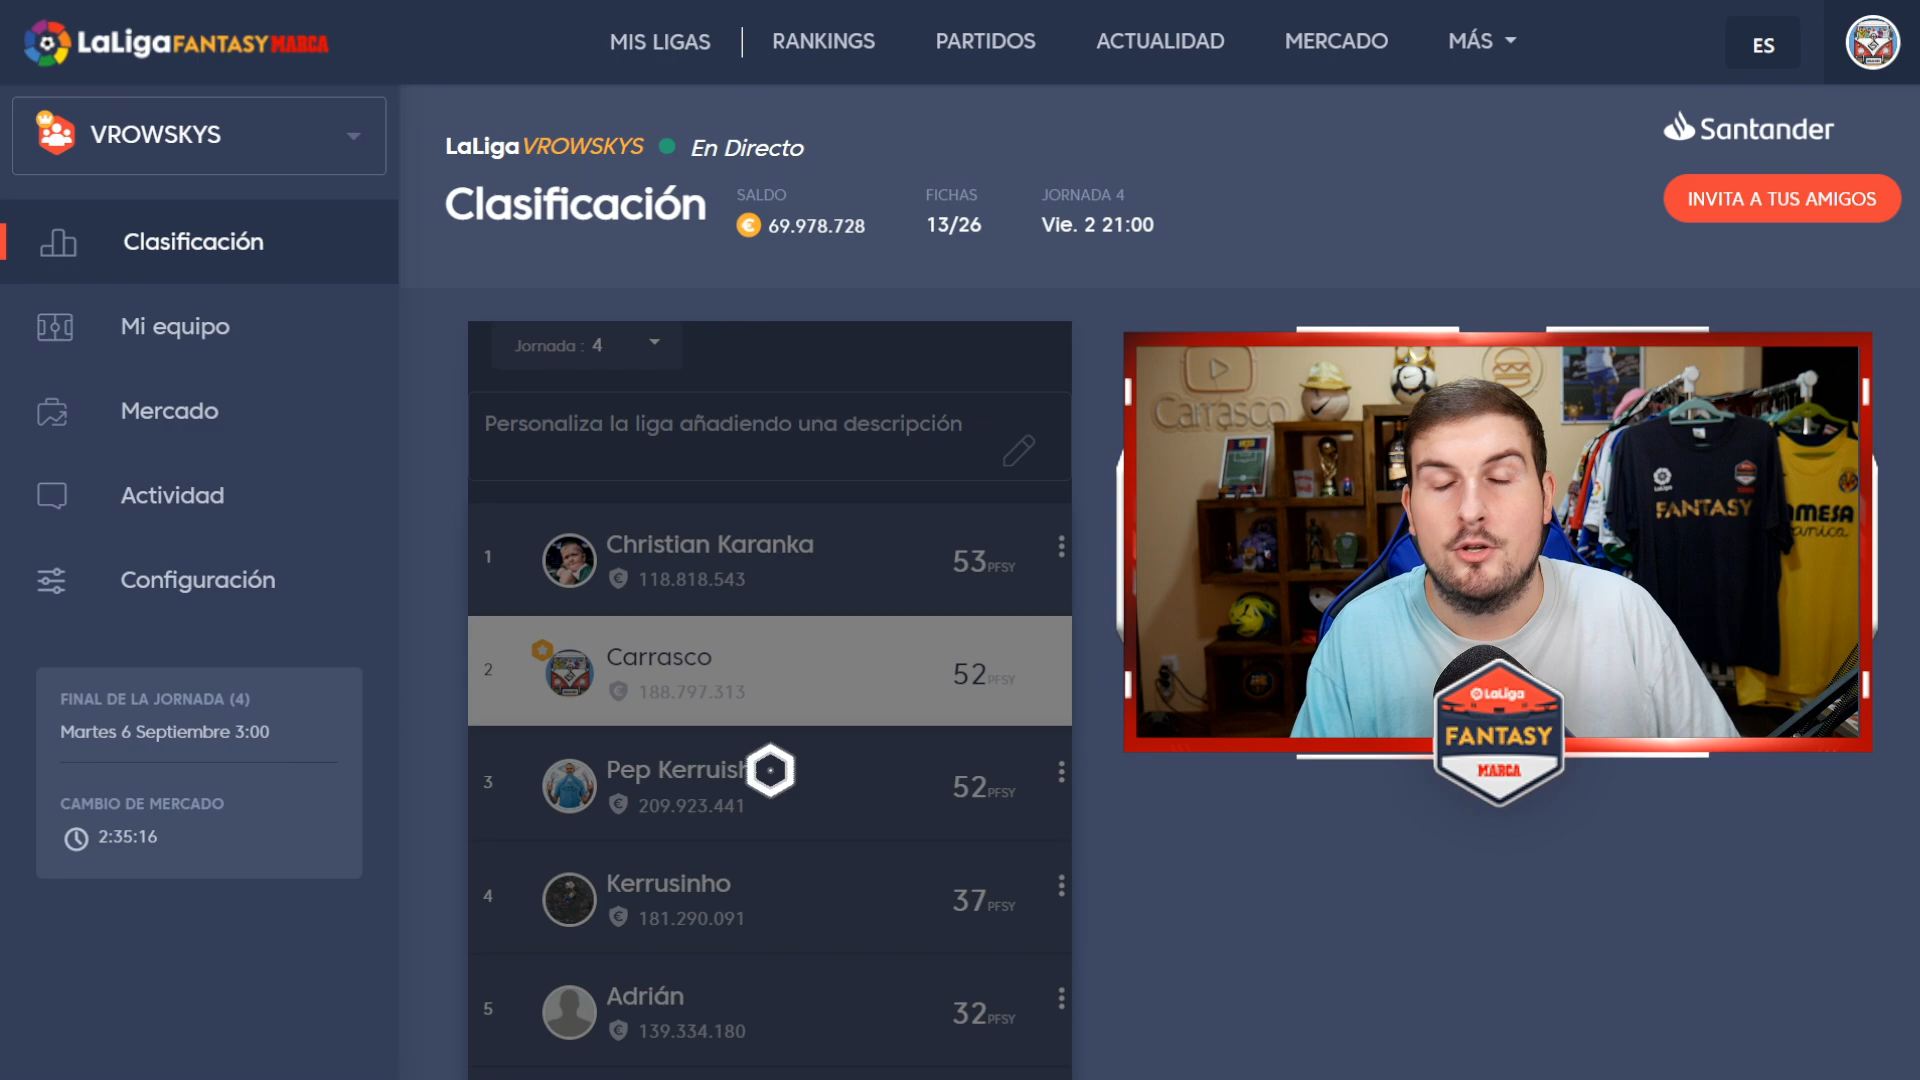 LaLiga FANTASY MARCA
MIS LIGAS
RANKINGS
PARTIDOS
ACTUALIDAD
MERCADO
MÁS
ES
VROWSKYS
Clasificación
Mi equipo
Mercado
Actividad
Configuración
FINAL DE LA JORNADA (4)
Martes 6 Septiembre 3:00
CAMBIO DE MERCADO
2:35:16
LaLiga VROWSKYS En Directo
Clasificación
SALDO
69.978.728
FICHAS
13/26
JORNADA 4
Vie. 2 21:00
Santander
INVITA A TUS AMIGOS
Jornada : 4
Personaliza la liga añadiendo una descripción
1 Christian Karanka 53 PFSY
118.818.543
2 Carrasco 52 PFSY
188.797.313
3 Pep Kerruish 52 PFSY
209.923.441
4 Kerrusinho 37 PFSY
181.290.091
5 Adrián 32 PFSY
139.334.180
Carrasco
LaLiga
FANTASY
LaLiga
FANTASY
MARCA